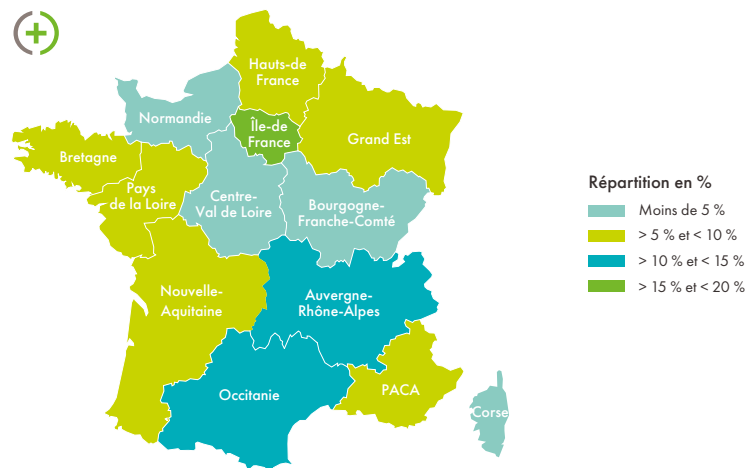 Hauts-de
France
Normandie
Île-de
France
Grand Est
Bretagne
Pays
de la Loire
Centre-
Val de Loire
Bourgogne-
Franche-Comté
Nouvelle-
Aquitaine
Auvergne-
Rhône-Alpes
Occitanie
PACA
Corse
Répartition en %
Moins de 5 %
> 5 % et < 10 %
> 10 % et < 15 %
> 15 % et < 20 %